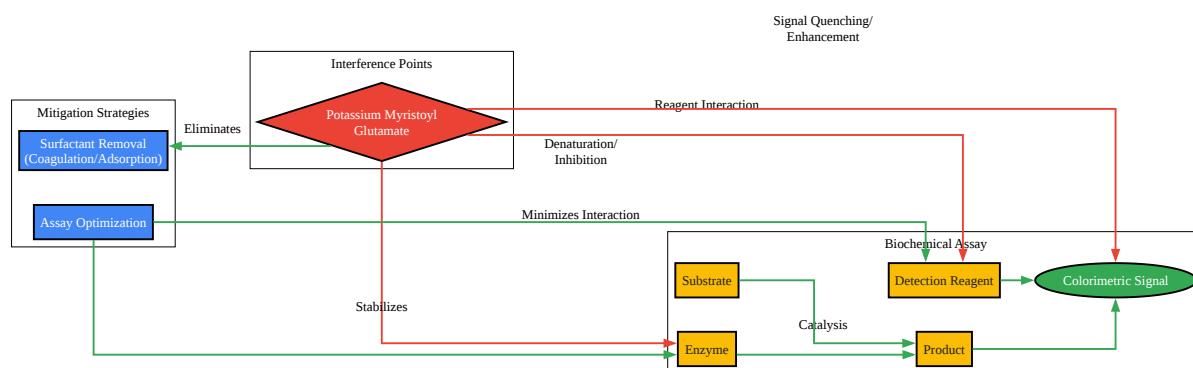 Signal Quenching/
Enhancement
Interference Points
Potassium Myristoyl
Glutamate
Reagent Interaction
Mitigation Strategies
Eliminates
Surfactant Removal
(Coagulation/Adsorption)
Denaturation/
Inhibition
Assay Optimization
Minimizes Interaction
Biochemical Assay
Substrate
Detection Reagent
Colorimetric Signal
Stabilizes
Catalysis
Enzyme
Product